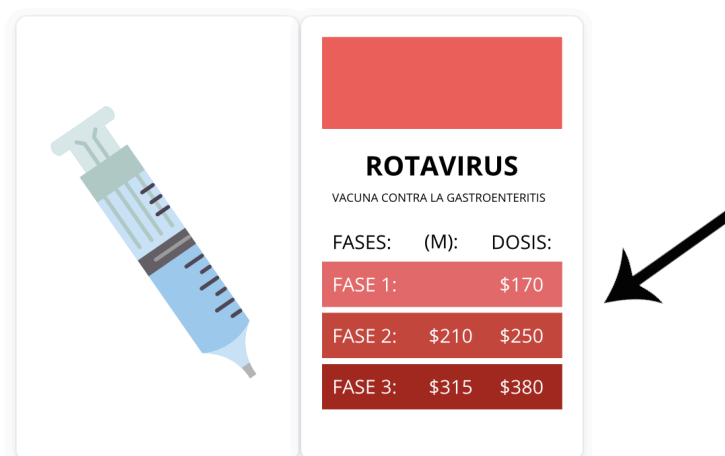 ROTAVIRUS
VACUNA CONTRA LA GASTROENTERITIS
FASES: (M): DOSIS:
FASE 1: $170
FASE 2: $210 $250
FASE 3: $315 $380